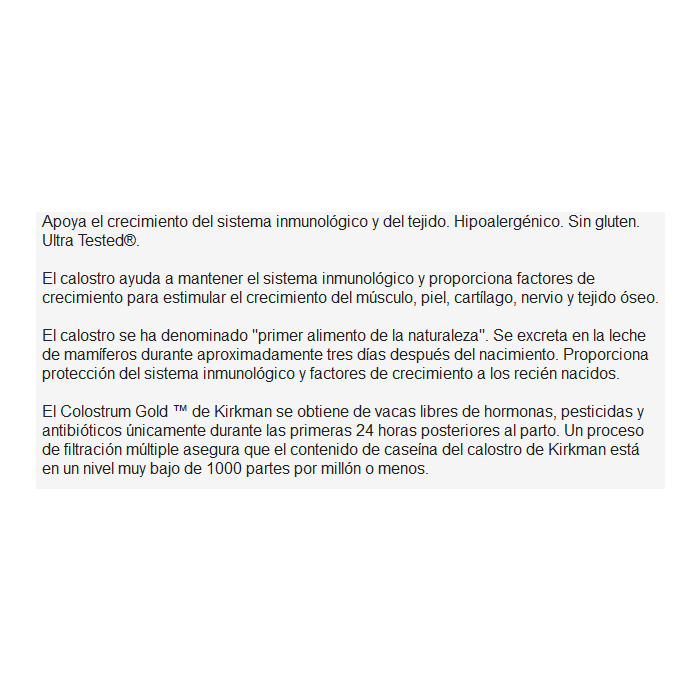 Apoya el crecimiento del sistema inmunológico y del tejido. Hipoalergénico. Sin gluten.
Ultra Tested®.
El calostro ayuda a mantener el sistema inmunológico y proporciona factores de
crecimiento para estimular el crecimiento del músculo, piel, cartílago, nervio y tejido óseo.
El calostro se ha denominado "primer alimento de la naturaleza". Se excreta en la leche
de mamíferos durante aproximadamente tres días después del nacimiento. Proporciona
protección del sistema inmunológico y factores de crecimiento a los recién nacidos.
El Colostrum Gold ™ de Kirkman se obtiene de vacas libres de hormonas, pesticidas y
antibióticos únicamente durante las primeras 24 horas posteriores al parto. Un proceso
de filtración múltiple asegura que el contenido de caseína del calostro de Kirkman está
en un nivel muy bajo de 1000 partes por millón o menos.